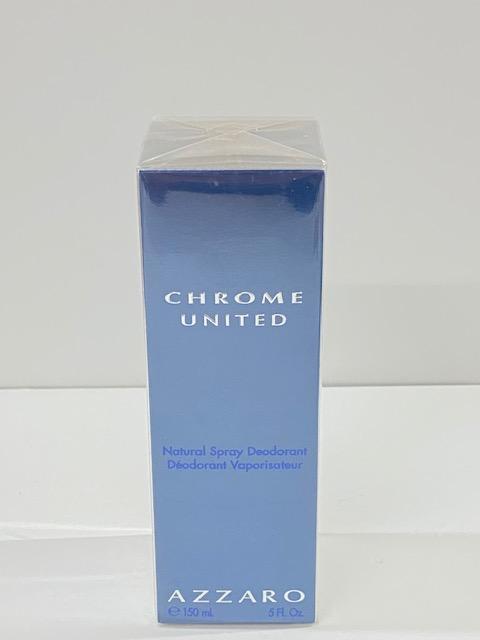 CHROME
UNITED
Natural Spray Deodorant
Déodorant Vaporisateur
AZZARO
℮ 150 mL 5 Fl. Oz.